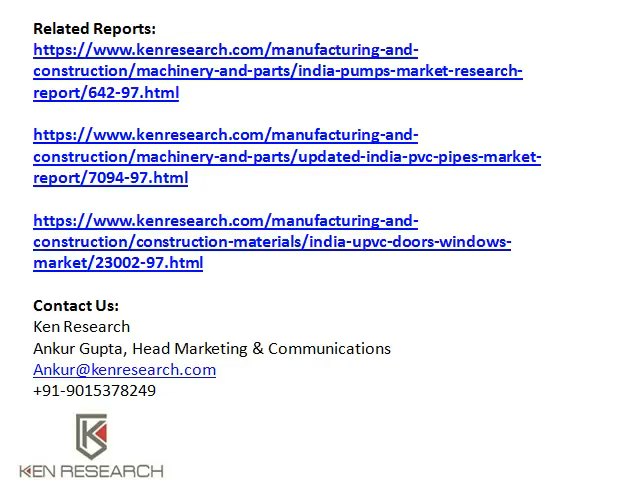 Related Reports:
https://www.kenresearch.com/manufacturing-and-
construction/machinery-and-parts/india-pumps-market-research-
report/642-97.html
https://www.kenresearch.com/manufacturing-and-
construction/machinery-and-parts/updated-india-pvc-pipes-market-
report/7094-97.html
https://www.kenresearch.com/manufacturing-and-
construction/construction-materials/india-upvc-doors-windows-
market/23002-97.html
Contact Us:
Ken Research
Ankur Gupta, Head Marketing & Communications
Ankur@kenresearch.com
+91-9015378249
KEN RESEARCH